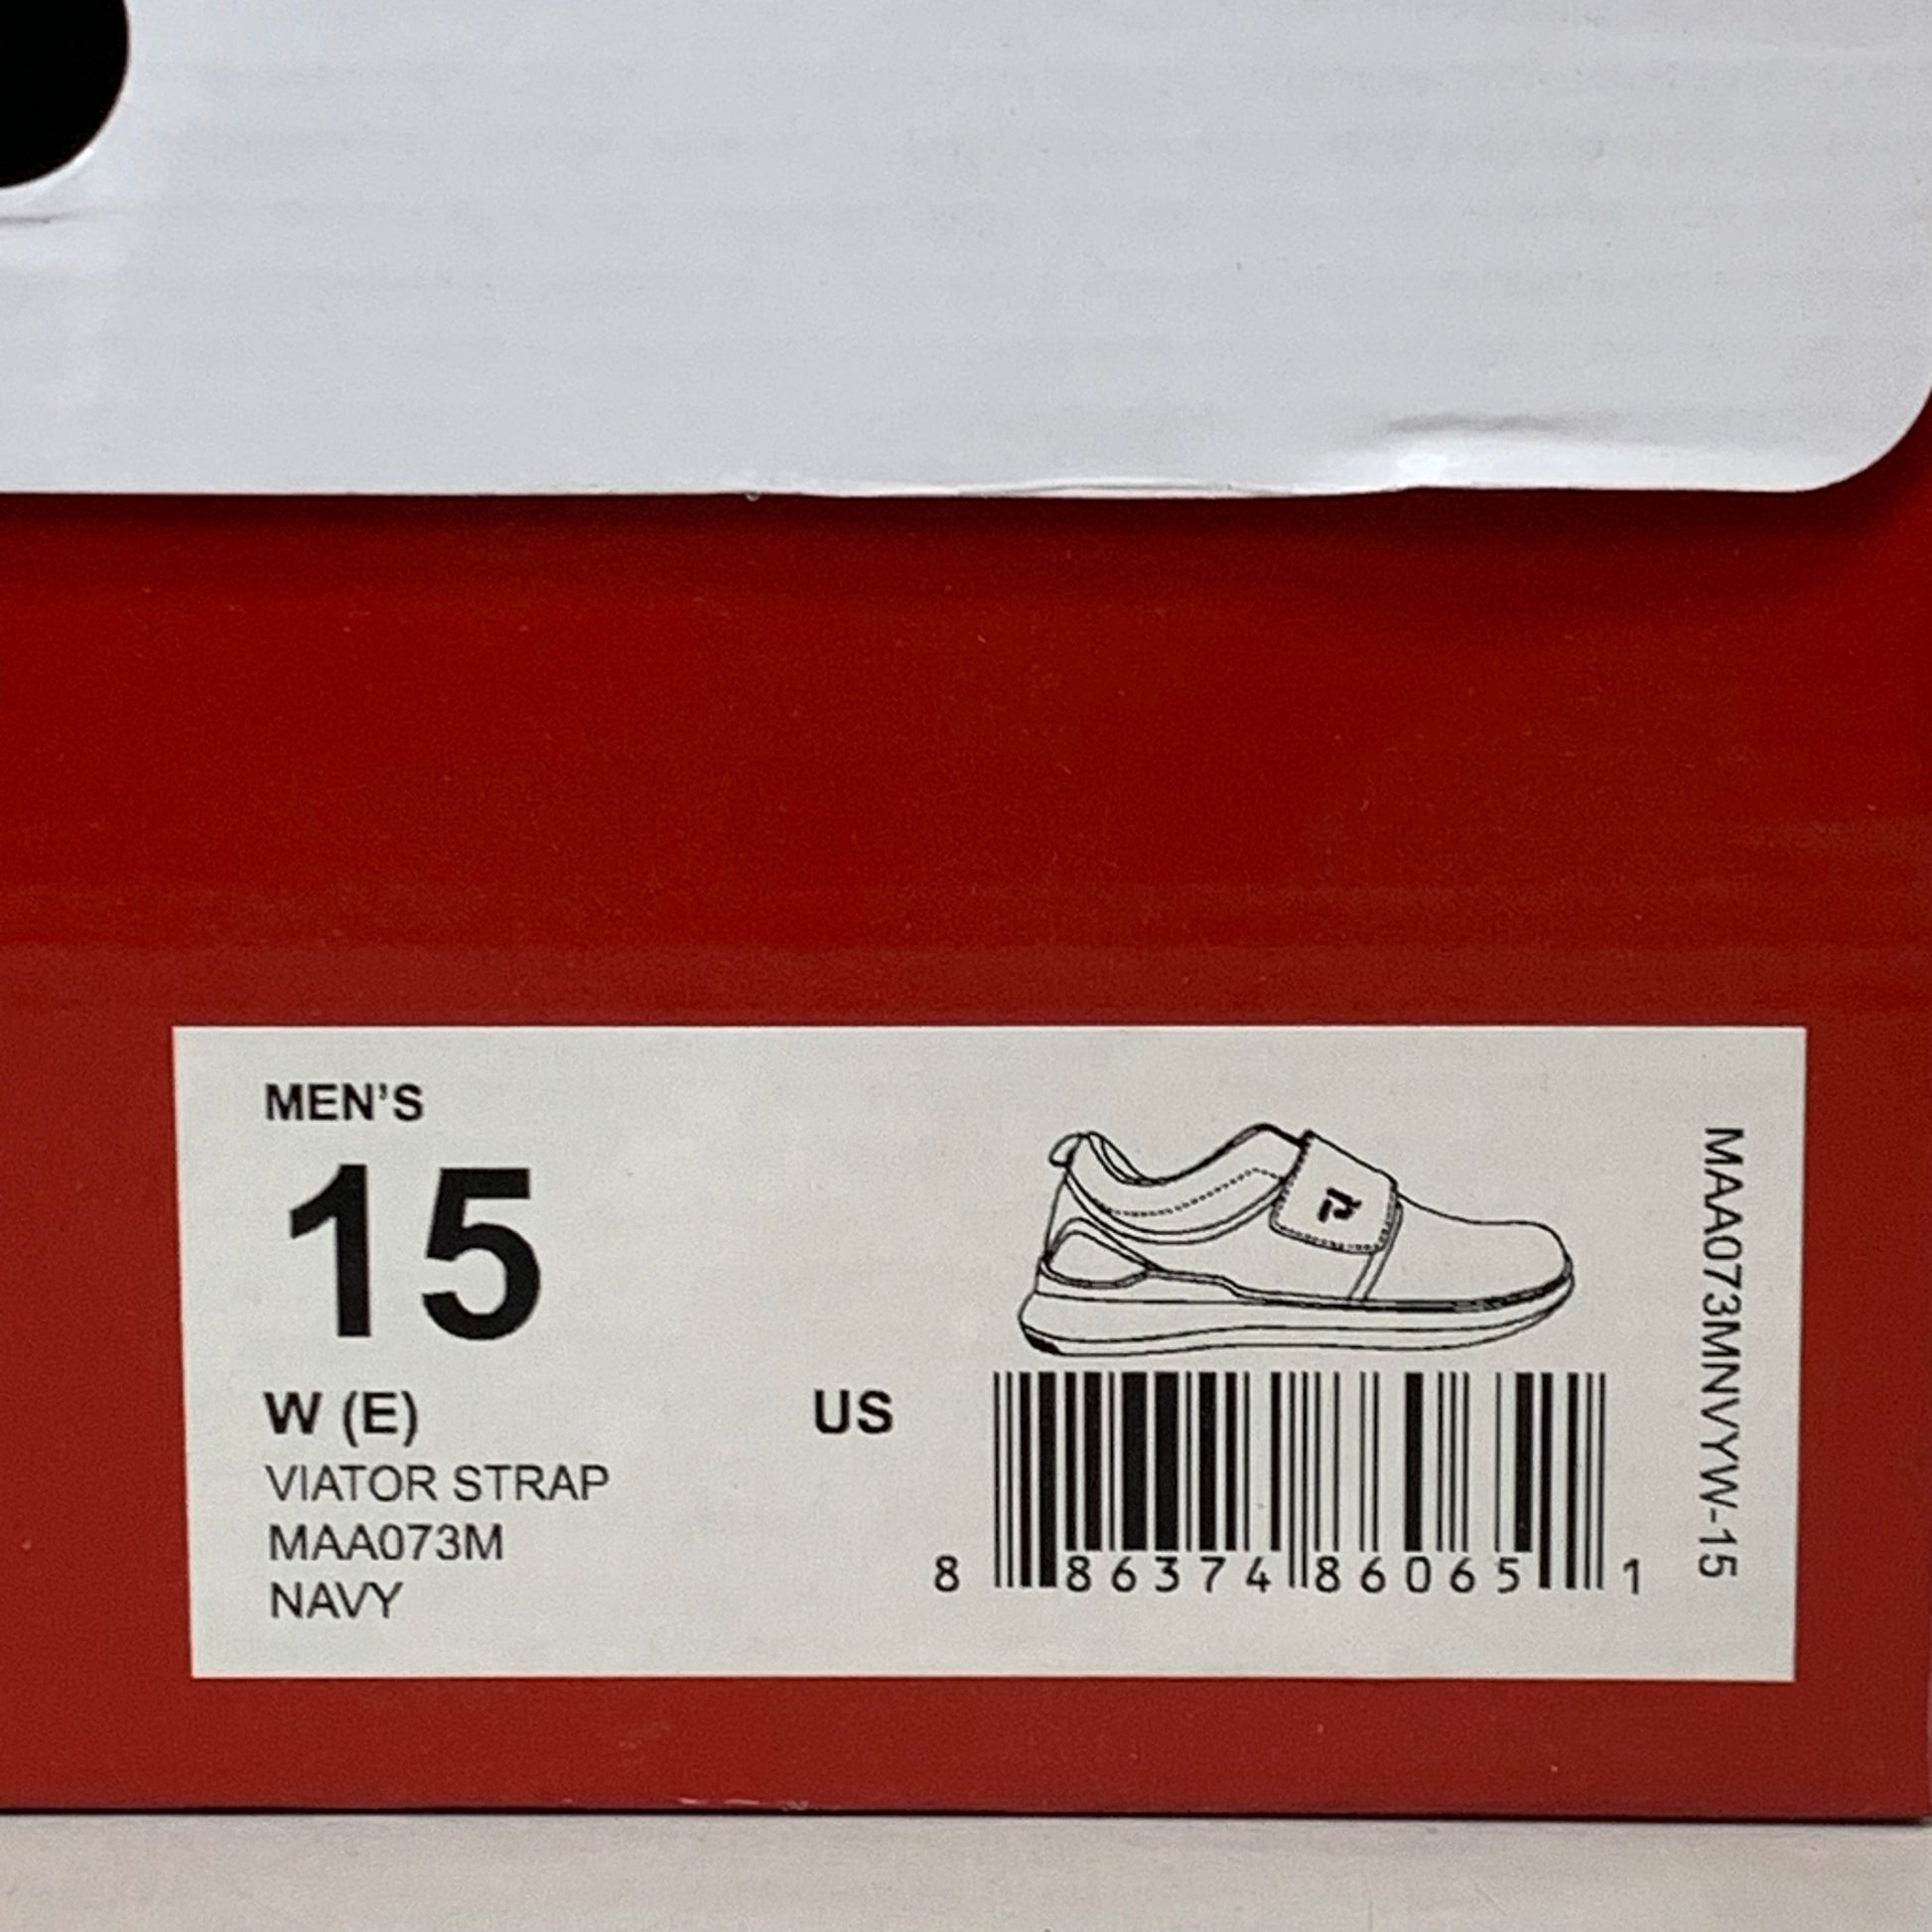 MEN'S
15
W (E)
US
VIATOR STRAP
MAA073M
NAVY
8 86374 86065 1
MAA073MNVYW-15